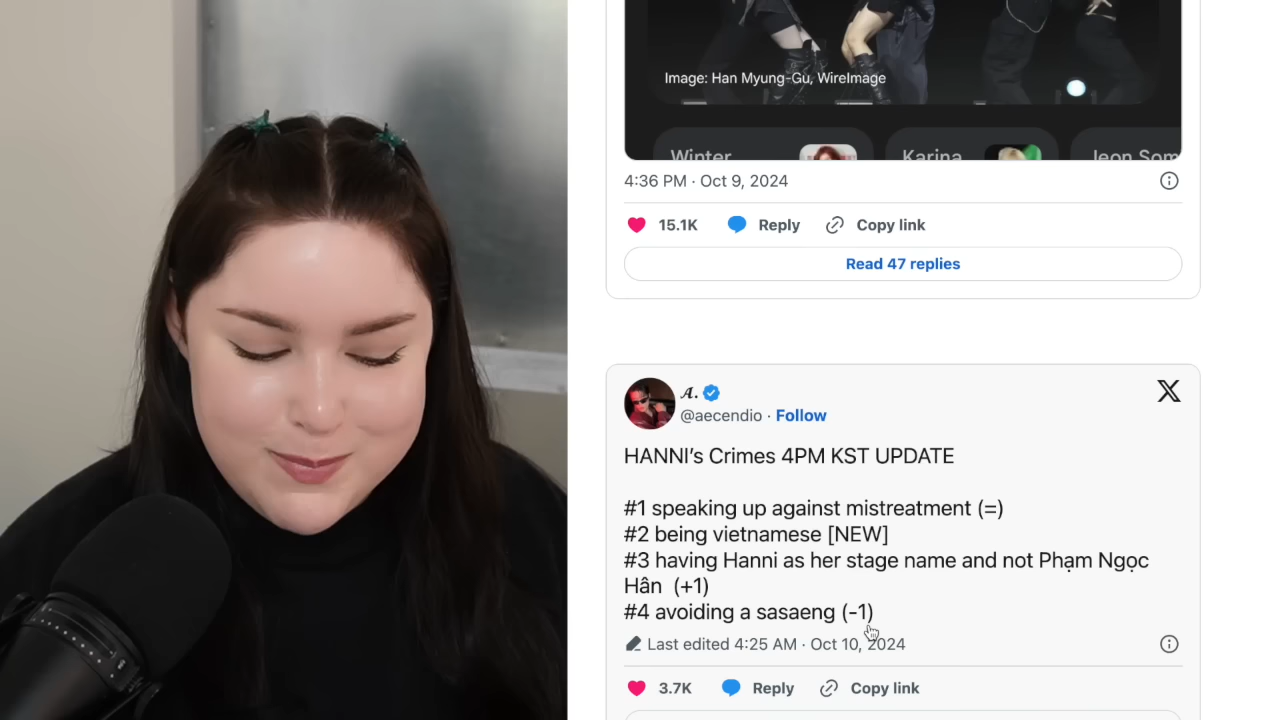 Image: Han Myung-Gu, WireImage
Winter
Karina
Jeon Som
4:36 PM · Oct 9, 2024
15.1K
Reply
Copy link
Read 47 replies
𝓐.
@aecendio · Follow
HANNI’s Crimes 4PM KST UPDATE
#1 speaking up against mistreatment (=)
#2 being vietnamese [NEW]
#3 having Hanni as her stage name and not Phạm Ngọc
Hân (+1)
#4 avoiding a sasaeng (-1)
Last edited 4:25 AM · Oct 10, 2024
3.7K
Reply
Copy link